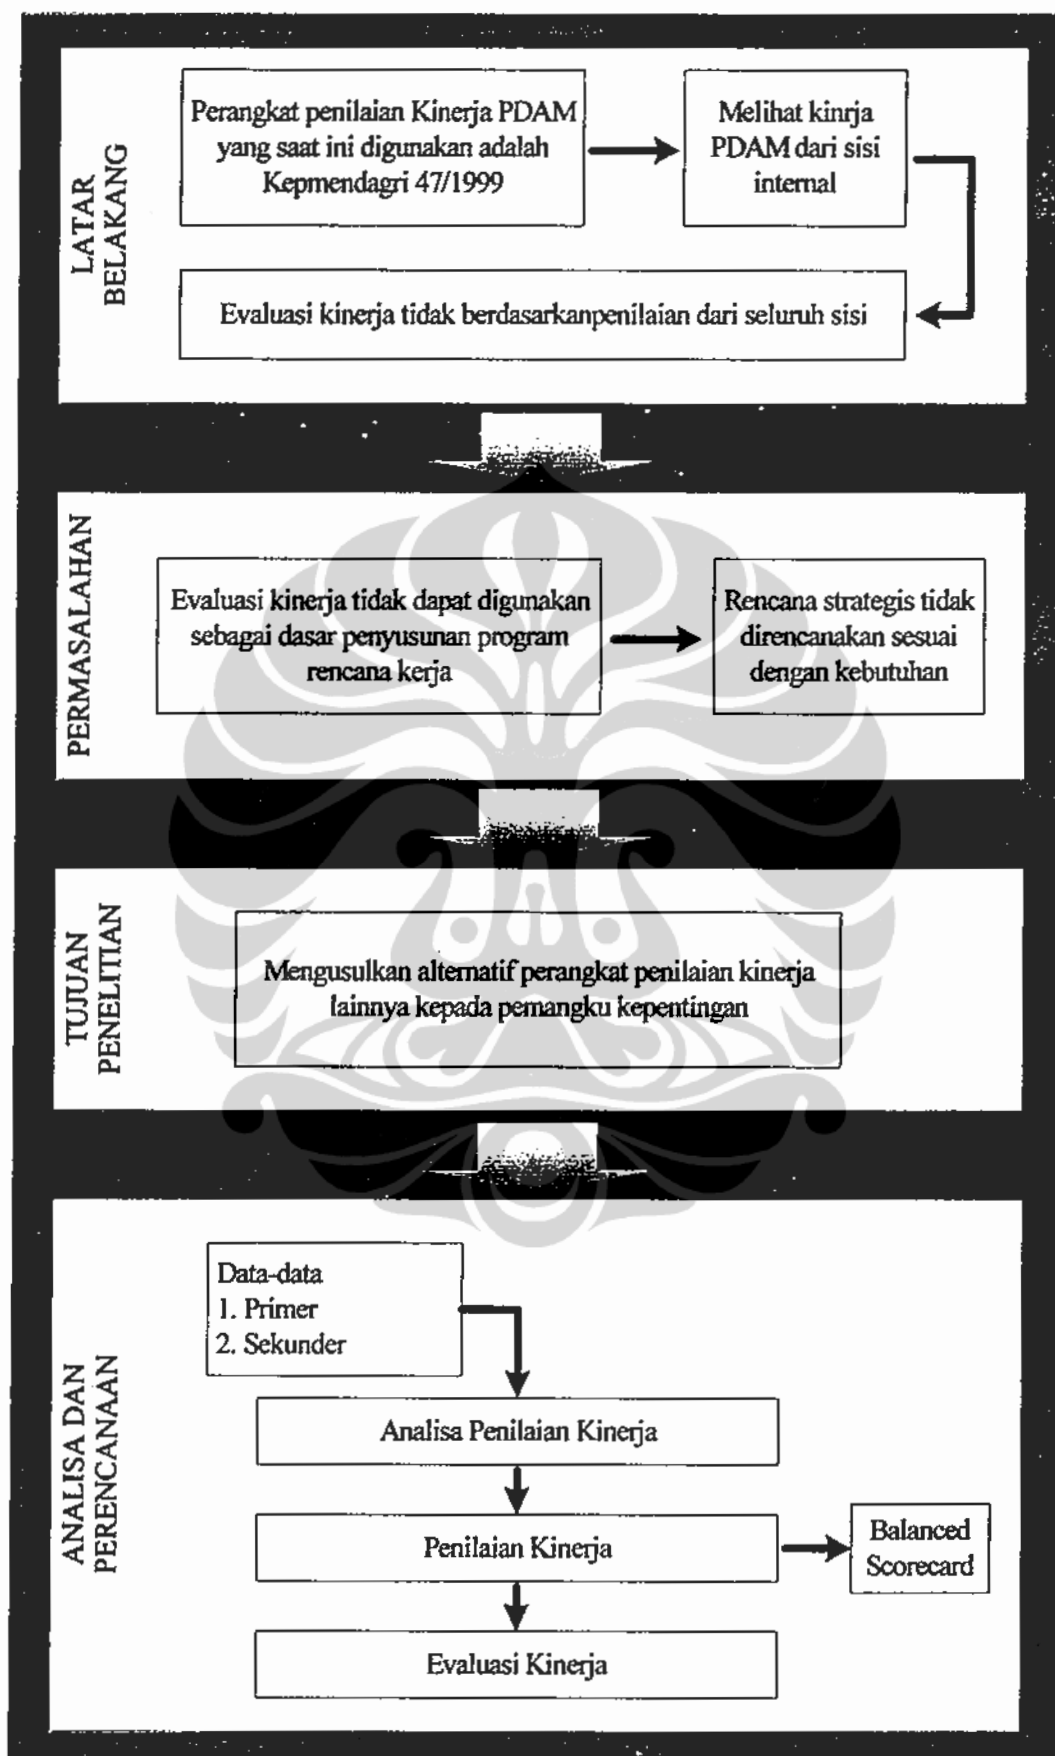 LATAR
BELAKANG
Perangkat penilaian Kinerja PDAM
yang saat ini digunakan adalah
Kepmendagri 47/1999
Melihat kinrja
PDAM dari sisi
internal
Evaluasi kinerja tidak berdasarkanpenilaian dari seluruh sisi
PERMASALAHAN
Evaluasi kinerja tidak dapat digunakan
sebagai dasar penyusunan program
rencana kerja
Rencana strategis tidak
direncanakan sesuai
dengan kebutuhan
TUJUAN
PENELITIAN
Mengusulkan alternatif perangkat penilaian kinerja
lainnya kepada pemangku kepentingan
ANALISA DAN
PERENCANAAN
Data-data
1. Primer
2. Sekunder
Analisa Penilaian Kinerja
Penilaian Kinerja
Balanced
Scorecard
Evaluasi Kinerja